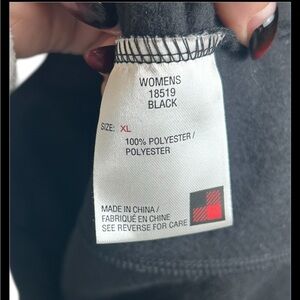 WOMENS
18519
BLACK
SIZE: XL
100% POLYESTER /
POLYESTER
MADE IN CHINA /
FABRIQUÉ EN CHINE
SEE REVERSE FOR CARE